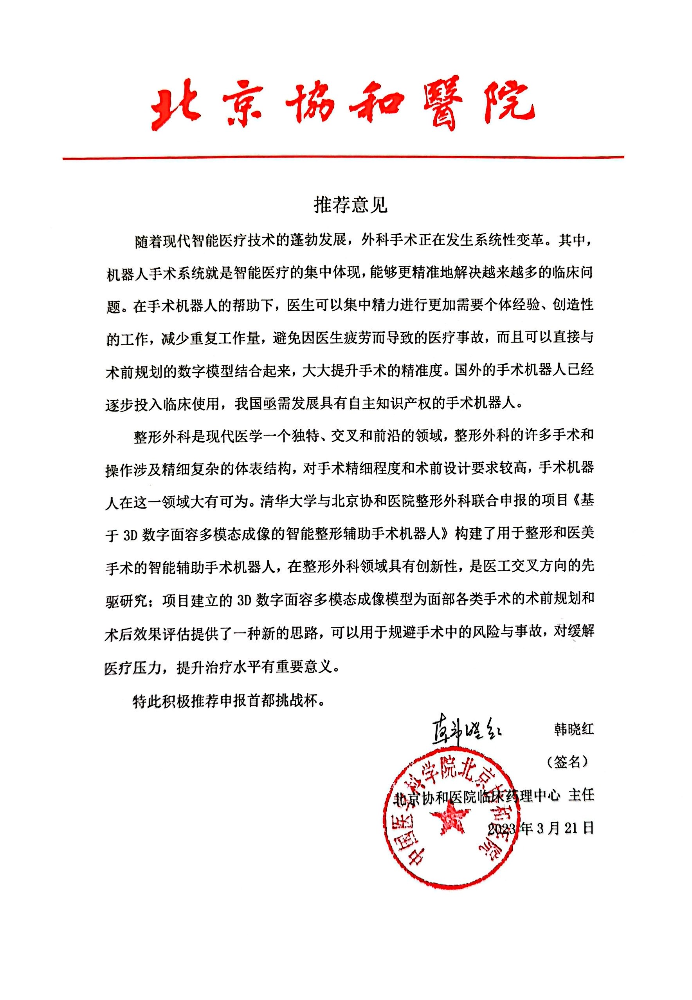 北京協和醫院
推荐意见
随着现代智能医疗技术的蓬勃发展，外科手术正在发生系统性变革。其中，
机器人手术系统就是智能医疗的集中体现，能够更精准地解决越来越多的临床问
题。在手术机器人的帮助下，医生可以集中精力进行更加需要个体经验、创造性
的工作，减少重复工作量，避免因医生疲劳而导致的医疗事故，而且可以直接与
术前规划的数字模型结合起来，大大提升手术的精准度。国外的手术机器人已经
逐步投入临床使用，我国亟需发展具有自主知识产权的手术机器人。
整形外科是现代医学一个独特、交叉和前沿的领域，整形外科的许多手术和
操作涉及精细复杂的体表结构，对手术精细程度和术前设计要求较高，手术机器
人在这一领域大有可为。清华大学与北京协和医院整形外科联合申报的项目《基
于 3D 数字面容多模态成像的智能整形辅助手术机器人》构建了用于整形和医美
手术的智能辅助手术机器人，在整形外科领域具有创新性，是医工交叉方向的先
驱研究；项目建立的 3D 数字面容多模态成像模型为面部各类手术的术前规划和
术后效果评估提供了一种新的思路，可以用于规避手术中的风险与事故，对缓解
医疗压力，提升治疗水平有重要意义。
特此积极推荐申报首都挑战杯。
韩晓红 韩晓红
（签名）
北京协和医院临床药理中心 主任
2023 年 3 月 21 日
中国医学科学院北京协和医院